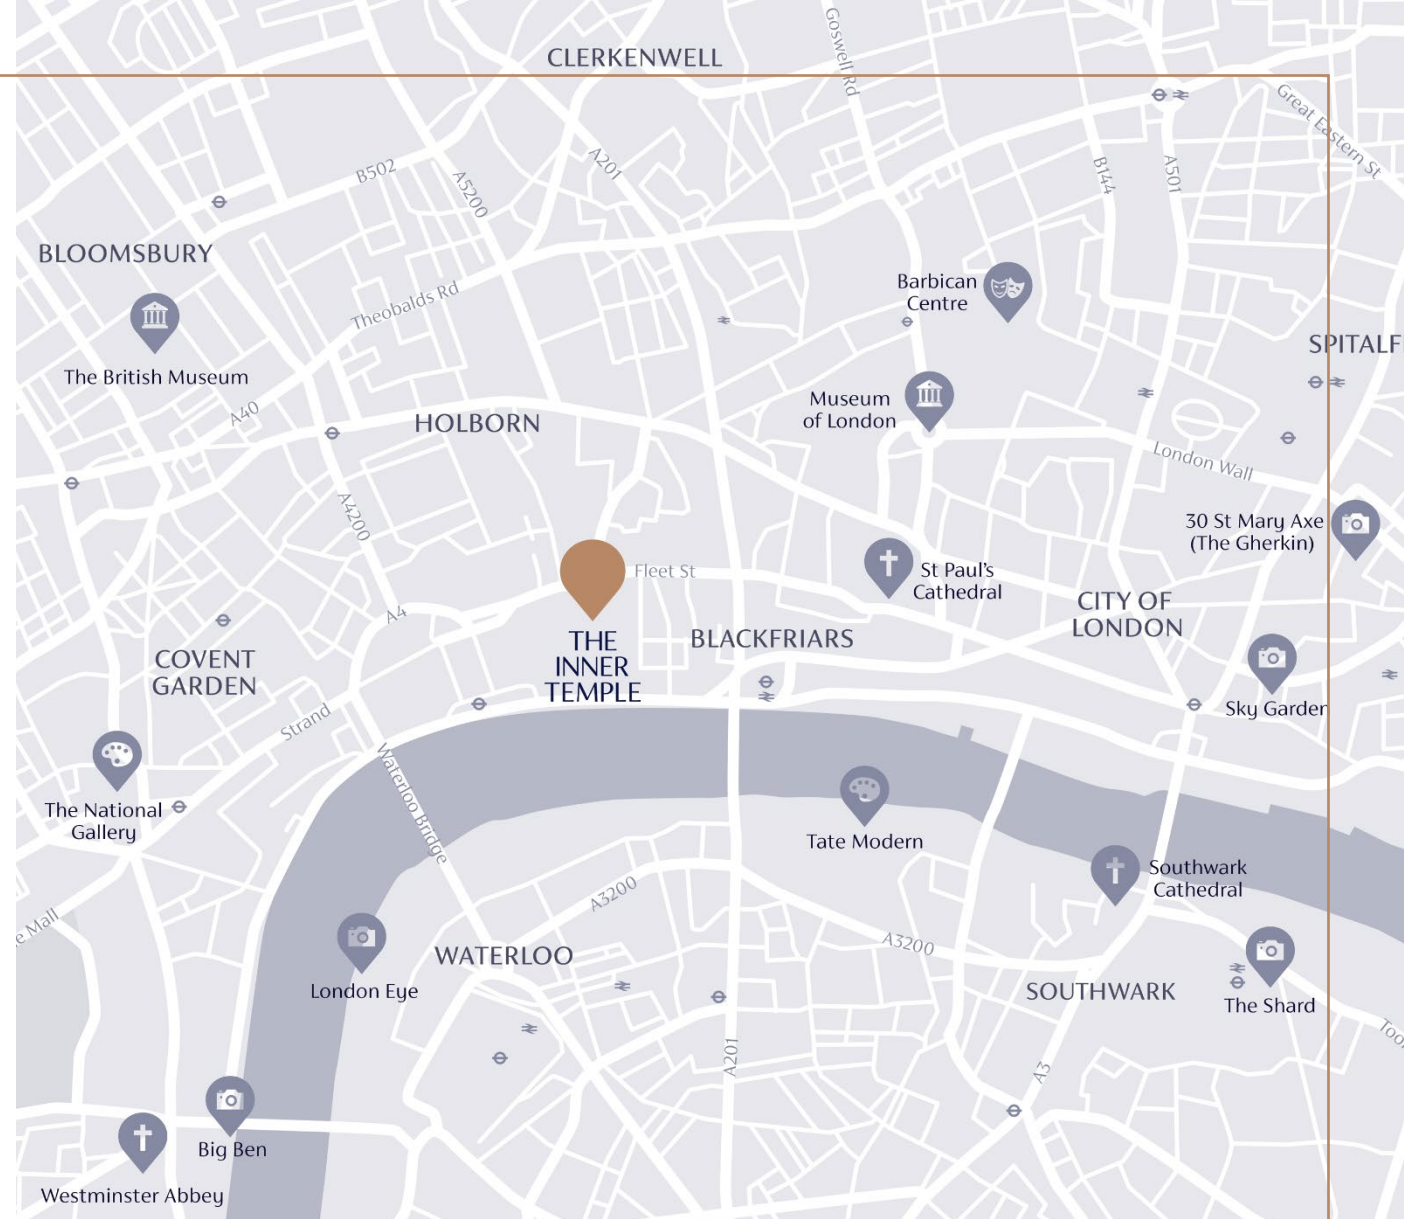 CLERKENWELL
Goswell Rd
Great Eastern St
B502
A5200
A201
B144
A501
BLOOMSBURY
The British Museum
Theobalds Rd
Barbican
Centre
SPITALF
A40
HOLBORN
Museum
of London
London Wall
A4200
30 St Mary Axe
(The Gherkin)
Fleet St
St Paul's
Cathedral
A4
THE
INNER
TEMPLE
BLACKFRIARS
CITY OF
LONDON
COVENT
GARDEN
Strand
Sky Garden
Waterloo Bridge
The National
Gallery
Tate Modern
Southwark
Cathedral
A3200
e Mall
WATERLOO
A3200
London Eye
SOUTHWARK
The Shard
Too
A201
A3
Big Ben
Westminster Abbey